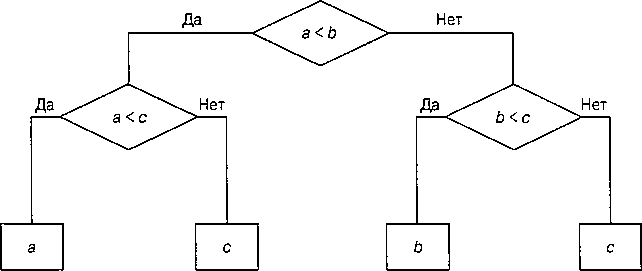 Да Нет
a < b
Да Нет Да Нет
a < c b < c
a c b c